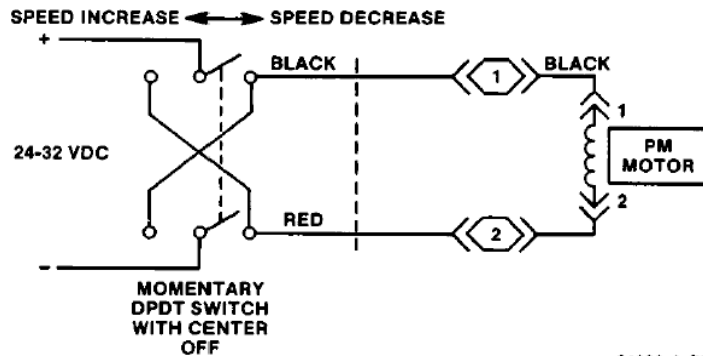 SPEED INCREASE SPEED DECREASE
+
BLACK
1
BLACK
1
24-32 VDC
PM
MOTOR
2
RED
2
-
MOMENTARY
DPDT SWITCH
WITH CENTER
OFF